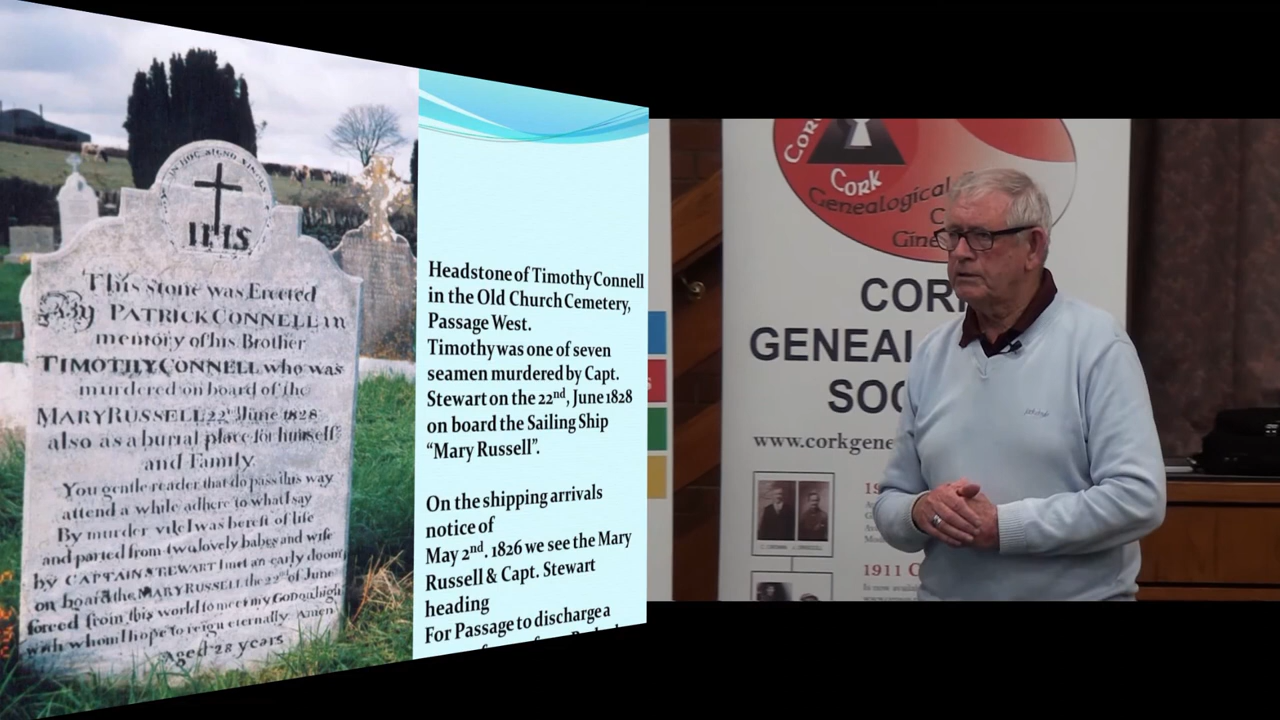 IN HOC SIGNO VINCES
IHS
This stone was Erected
By PATRICK CONNELL in
memory of his Brother
TIMOTHY CONNELL who was
murdered on board of the
MARY RUSSELL 22d June 1828
also as a burial place for himself
and Family.
You gentle reader that do pass this way
attend a while adhere to what I say
By murder vile I was bereft of life
and parted from two lovely babes and wife
by CAPTAIN STEWART I met an early doom
on board the MARY RUSSELL the 22d of June
forced from this world to meet my God on high
with whom I hope to reign eternally Amen
Aged 28 years
Headstone of Timothy Connell
in the Old Church Cemetery,
Passage West.
Timothy was one of seven
seamen murdered by Capt.
Stewart on the 22nd, June 1828
on board the Sailing Ship
“Mary Russell”.
On the shipping arrivals
notice of
May 2nd. 1826 we see the Mary
Russell & Capt. Stewart
heading
For Passage to discharge a
Cork
Genealogical
C
Gine
CORK
GENEAL
SOC
www.corkgene
C. CARSMAN J. DRISCOLL
19
1911 C